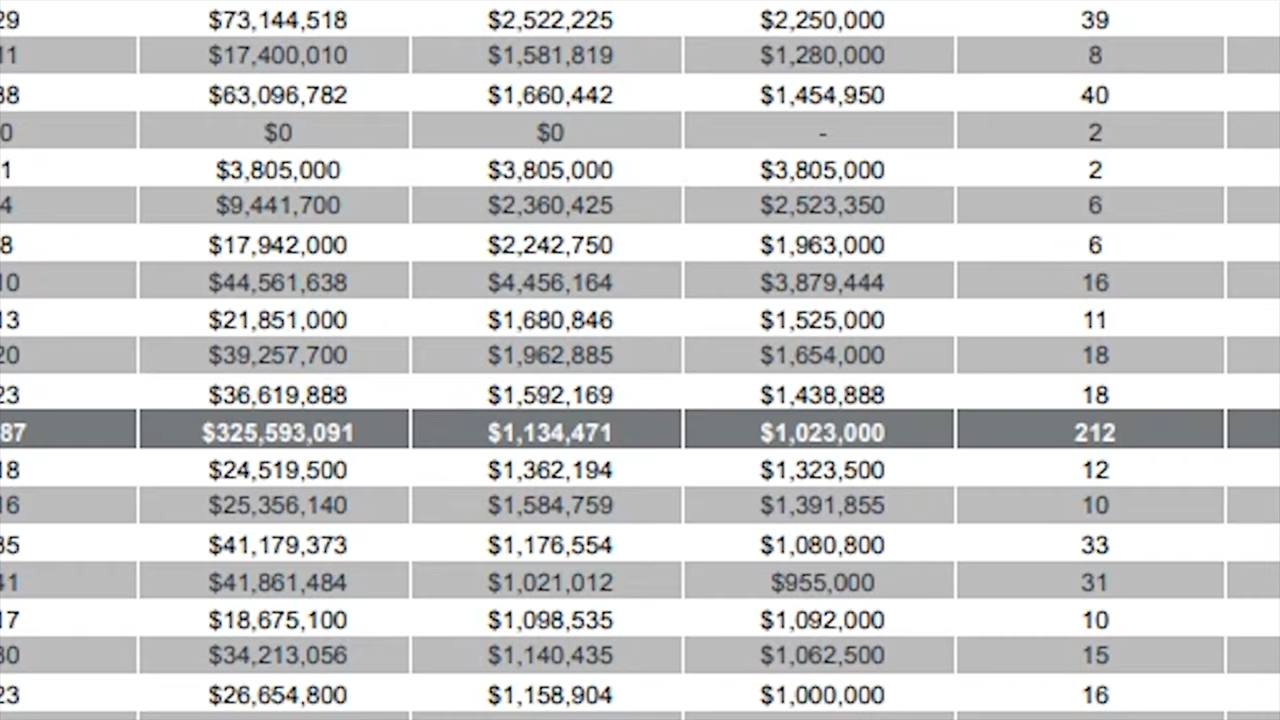 29 $73,144,518 $2,522,225 $2,250,000 39
11 $17,400,010 $1,581,819 $1,280,000 8
38 $63,096,782 $1,660,442 $1,454,950 40
0 $0 $0 - 2
1 $3,805,000 $3,805,000 $3,805,000 2
4 $9,441,700 $2,360,425 $2,523,350 6
8 $17,942,000 $2,242,750 $1,963,000 6
10 $44,561,638 $4,456,164 $3,879,444 16
13 $21,851,000 $1,680,846 $1,525,000 11
20 $39,257,700 $1,962,885 $1,654,000 18
23 $36,619,888 $1,592,169 $1,438,888 18
87 $325,593,091 $1,134,471 $1,023,000 212
18 $24,519,500 $1,362,194 $1,323,500 12
16 $25,356,140 $1,584,759 $1,391,855 10
35 $41,179,373 $1,176,554 $1,080,800 33
41 $41,861,484 $1,021,012 $955,000 31
17 $18,675,100 $1,098,535 $1,092,000 10
30 $34,213,056 $1,140,435 $1,062,500 15
23 $26,654,800 $1,158,904 $1,000,000 16